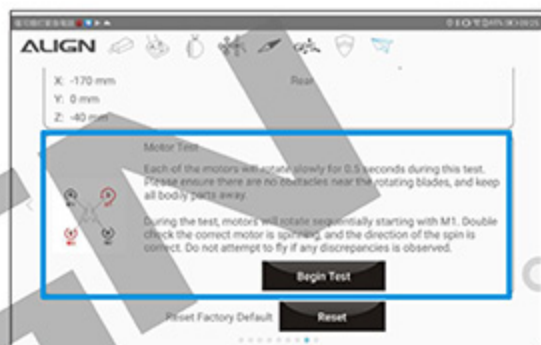 ALIGN
X: -170 mm
Rear
Y: 0 mm
Z: -40 mm
Motor Test
Each of the motors will rotate slowly for 0.5 seconds during this test.
Please ensure there are no obstacles near the rotating blades, and keep
all bodily parts away.
During the test, motors will rotate sequentially starting with M1. Double
check the correct motor is spinning, and the direction of the spin is
correct. Do not attempt to fly if any discrepancies is observed.
Begin Test
Reset Factory Default
Reset